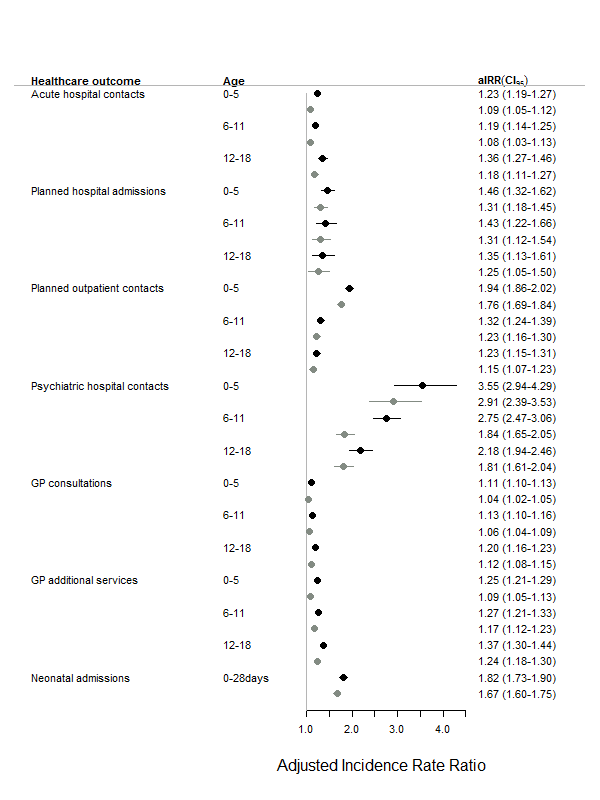 Healthcare outcome Age aIRR(CI₉₅)
Acute hospital contacts 0-5 1.23 (1.19-1.27)
1.09 (1.05-1.12)
6-11 1.19 (1.14-1.25)
1.08 (1.03-1.13)
12-18 1.36 (1.27-1.46)
1.18 (1.11-1.27)
Planned hospital admissions 0-5 1.46 (1.32-1.62)
1.31 (1.18-1.45)
6-11 1.43 (1.22-1.66)
1.31 (1.12-1.54)
12-18 1.35 (1.13-1.61)
1.25 (1.05-1.50)
Planned outpatient contacts 0-5 1.94 (1.86-2.02)
1.76 (1.69-1.84)
6-11 1.32 (1.24-1.39)
1.23 (1.16-1.30)
12-18 1.23 (1.15-1.31)
1.15 (1.07-1.23)
Psychiatric hospital contacts 0-5 3.55 (2.94-4.29)
2.91 (2.39-3.53)
6-11 2.75 (2.47-3.06)
1.84 (1.65-2.05)
12-18 2.18 (1.94-2.46)
1.81 (1.61-2.04)
GP consultations 0-5 1.11 (1.10-1.13)
1.04 (1.02-1.05)
6-11 1.13 (1.10-1.16)
1.06 (1.04-1.09)
12-18 1.20 (1.16-1.23)
1.12 (1.08-1.15)
GP additional services 0-5 1.25 (1.21-1.29)
1.09 (1.05-1.13)
6-11 1.27 (1.21-1.33)
1.17 (1.12-1.23)
12-18 1.37 (1.30-1.44)
1.24 (1.18-1.30)
Neonatal admissions 0-28days 1.82 (1.73-1.90)
1.67 (1.60-1.75)
1.0 2.0 3.0 4.0
Adjusted Incidence Rate Ratio